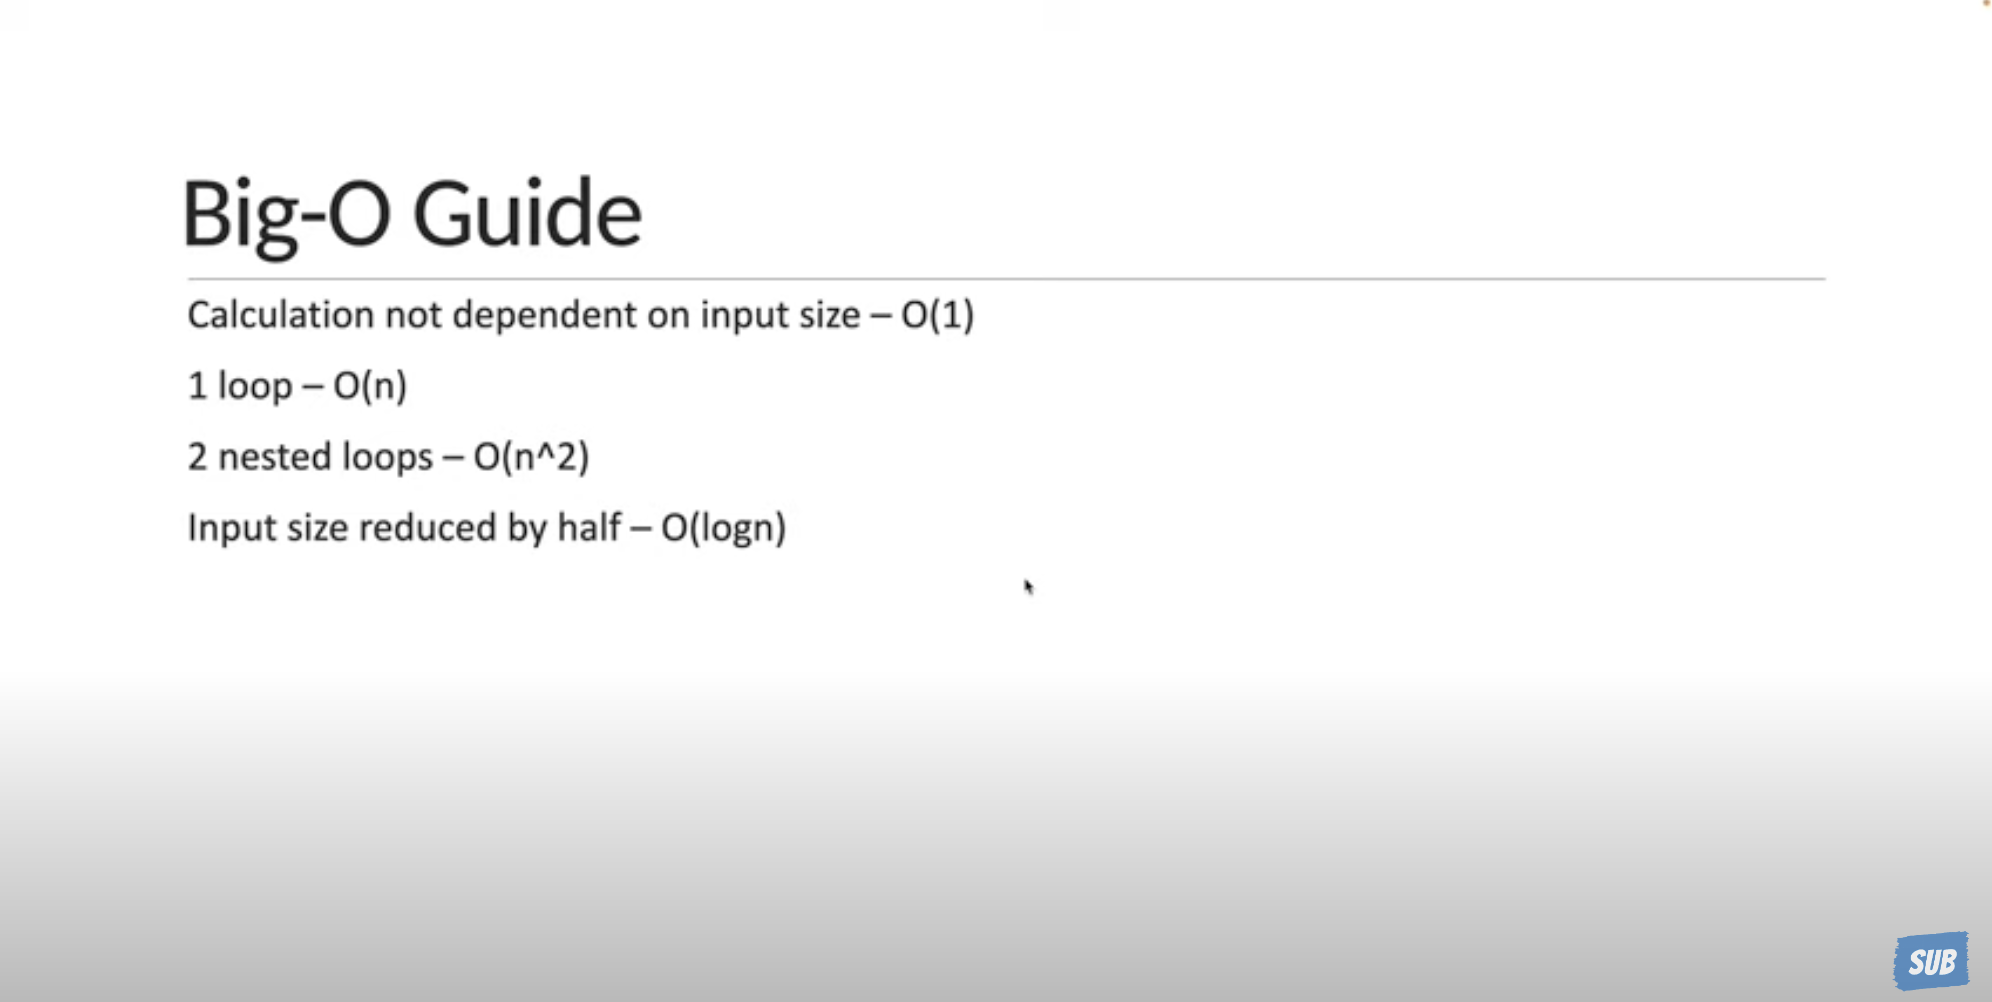 Big-O Guide
Calculation not dependent on input size – O(1)
1 loop – O(n)
2 nested loops – O(n^2)
Input size reduced by half – O(logn)
SUB